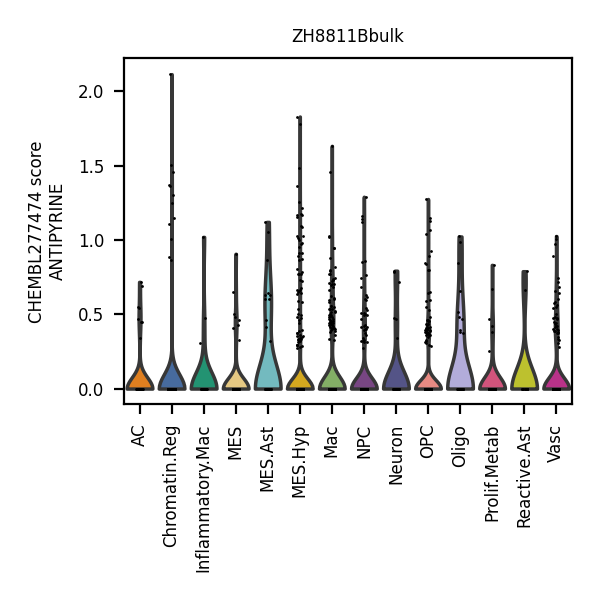 ZH8811Bbulk
CHEMBL277474 score
ANTIPYRINE
2.0
1.5
1.0
0.5
0.0
AC
Chromatin.Reg
Inflammatory.Mac
MES
MES.Ast
MES.Hyp
Mac
NPC
Neuron
OPC
Oligo
Prolif.Metab
Reactive.Ast
Vasc